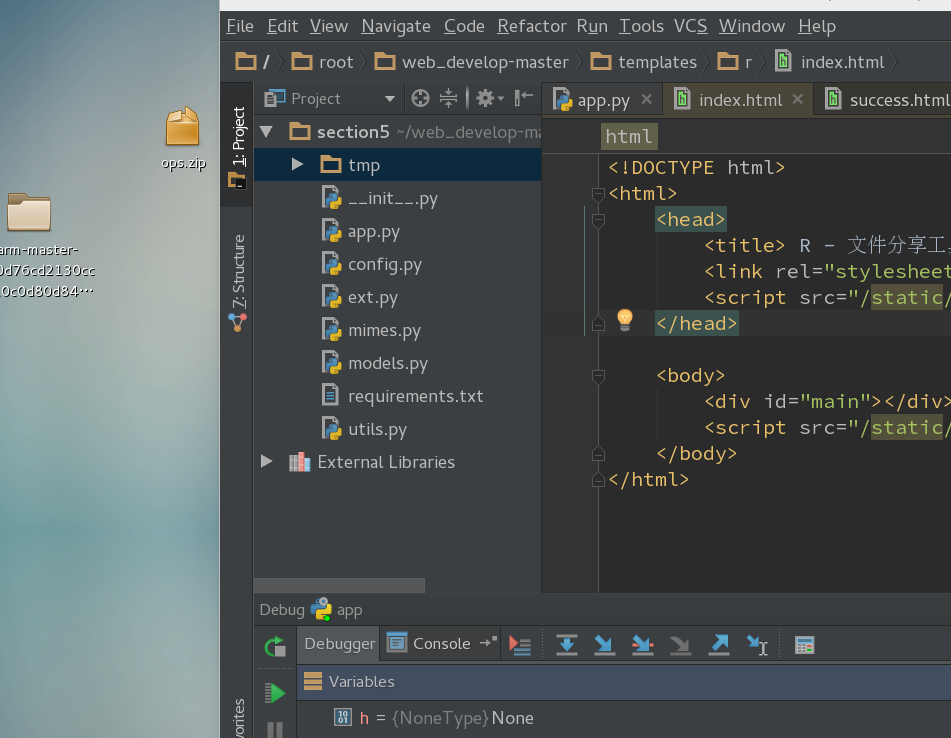 File Edit View Navigate Code Refactor Run Tools VCS Window Help
/ root web_develop-master templates r index.html
Project
app.py index.html success.html
1: Project
html
section5 ~/web_develop-ma
tmp
__init__.py
app.py
config.py
ext.py
mimes.py
models.py
requirements.txt
utils.py
External Libraries
7: Structure
ops.zip
arm-master-
0d76cd2130cc
0c0d80d84…
<!DOCTYPE html>
<html>
<head>
<title> R - 文件分享工具
<link rel="stylesheet
<script src="/static/
</head>
<body>
<div id="main"></div>
<script src="/static/
</body>
</html>
Debug app
Debugger Console
Variables
h = {NoneType} None
vorites